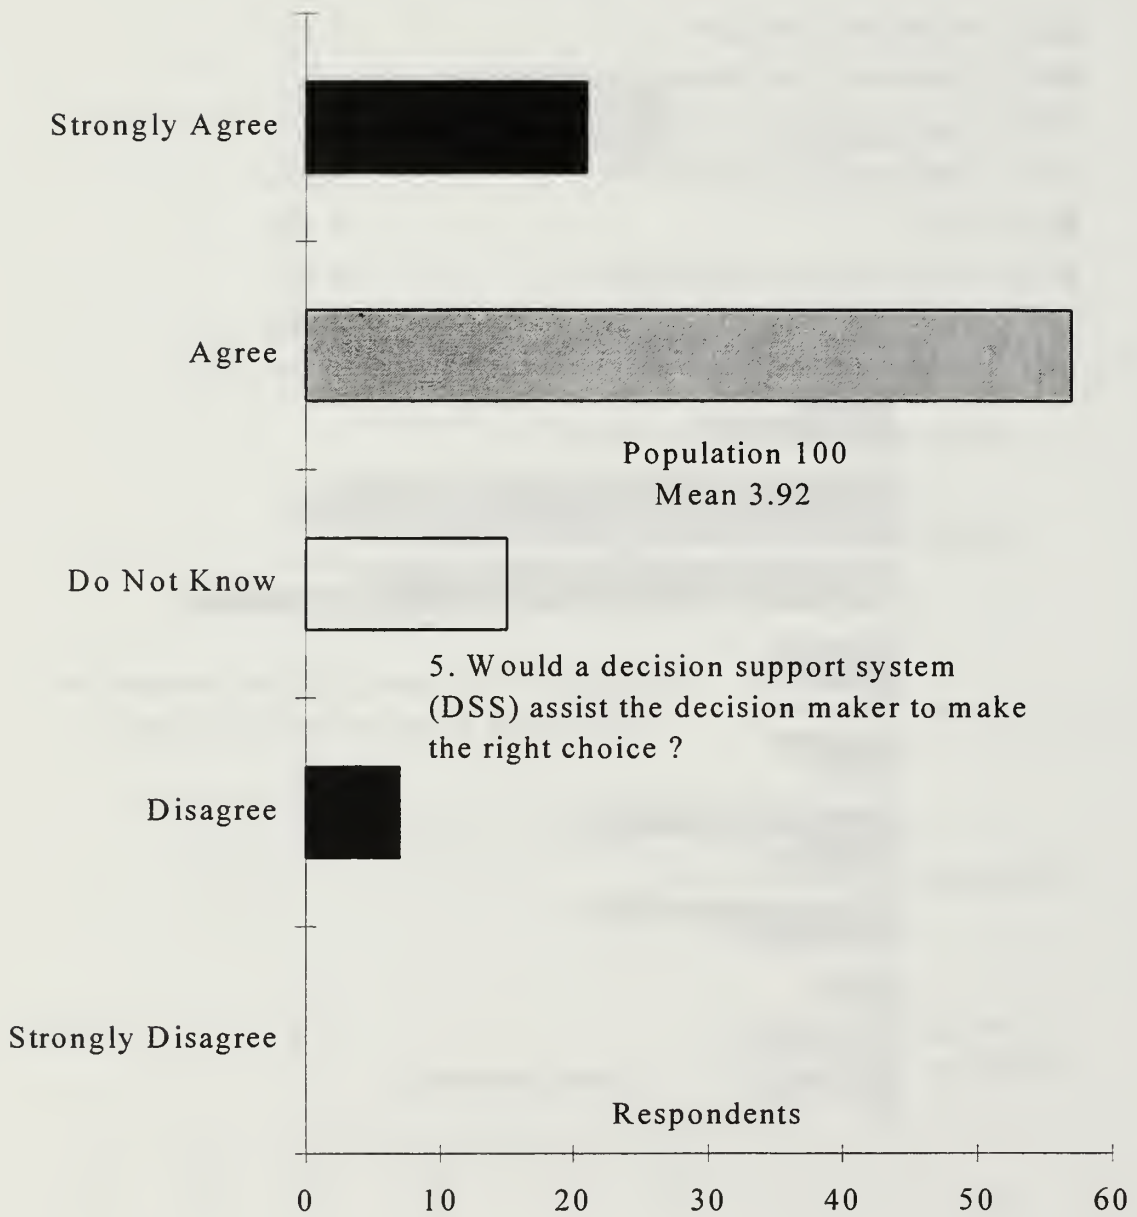 Strongly Agree
Agree
Population 100
Mean 3.92
Do Not Know
5. Would a decision support system
(DSS) assist the decision maker to make
the right choice ?
Disagree
Strongly Disagree
Respondents
0 10 20 30 40 50 60